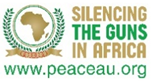 SILENCING
THE GUNS
IN AFRICA
www.peaceau.org